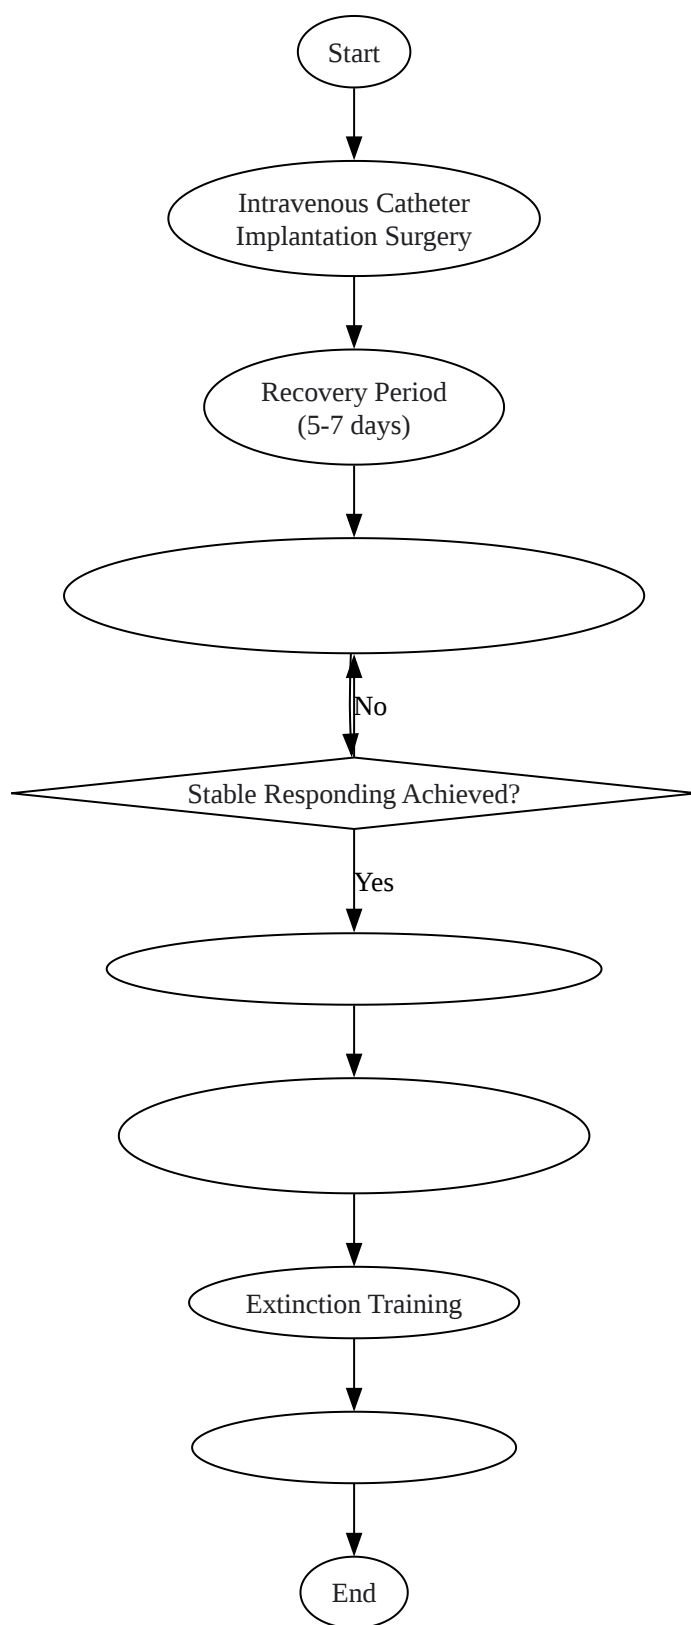 Start
Intravenous Catheter
Implantation Surgery
Recovery Period
(5-7 days)
No
Stable Responding Achieved?
Yes
Extinction Training
End